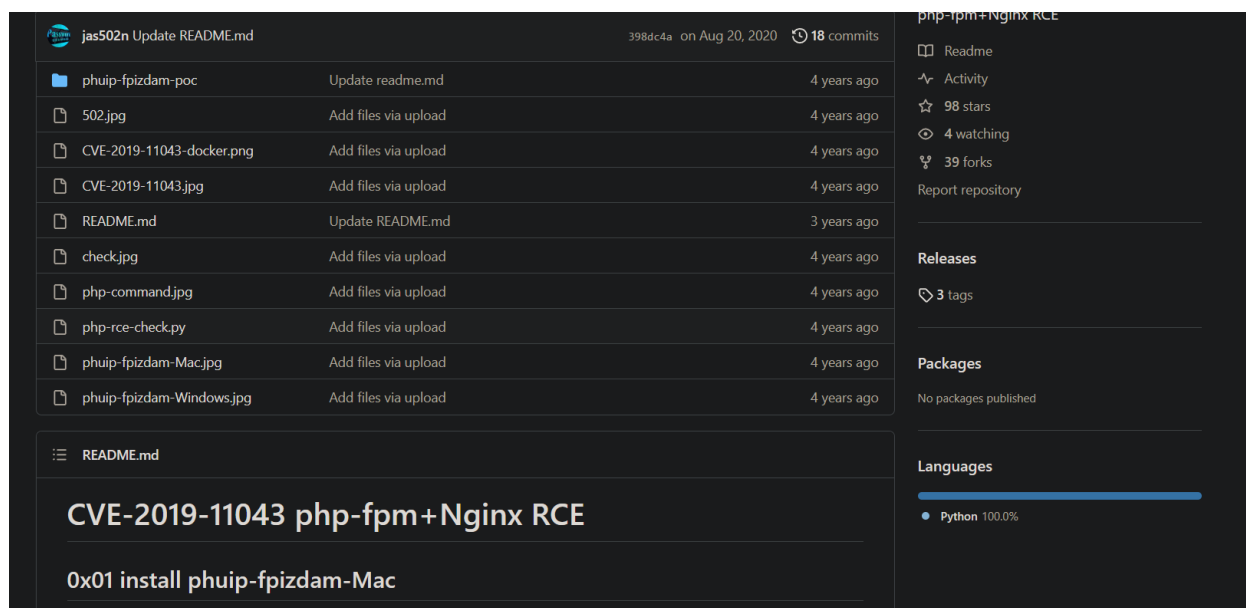 php-fpm+Nginx RCE
jas502n Update README.md 398dc4a on Aug 20, 2020 18 commits
phuip-fpizdam-poc Update readme.md 4 years ago
502.jpg Add files via upload 4 years ago
CVE-2019-11043-docker.png Add files via upload 4 years ago
CVE-2019-11043.jpg Add files via upload 4 years ago
README.md Update README.md 3 years ago
check.jpg Add files via upload 4 years ago
php-command.jpg Add files via upload 4 years ago
php-rce-check.py Add files via upload 4 years ago
phuip-fpizdam-Mac.jpg Add files via upload 4 years ago
phuip-fpizdam-Windows.jpg Add files via upload 4 years ago
README.md
CVE-2019-11043 php-fpm+Nginx RCE
0x01 install phuip-fpizdam-Mac
Readme
Activity
98 stars
4 watching
39 forks
Report repository
Releases
3 tags
Packages
No packages published
Languages
Python 100.0%